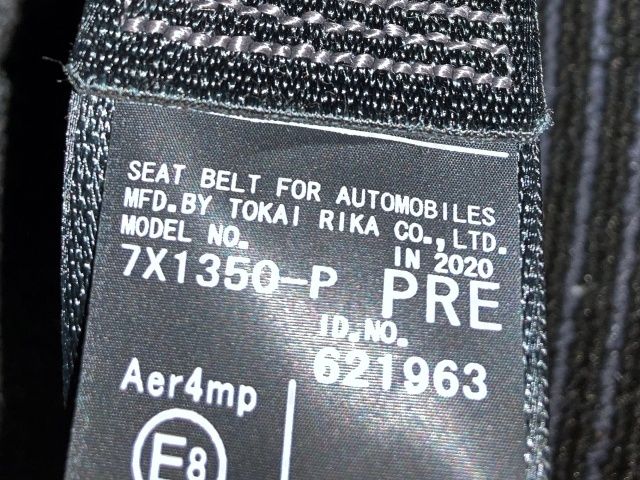 SEAT BELT FOR AUTOMOBILES
MFD.BY TOKAI RIKA CO.,LTD.
MODEL NO. IN 2020
7X1350-P PRE
ID.NO.
621963
Aer4mp
E8